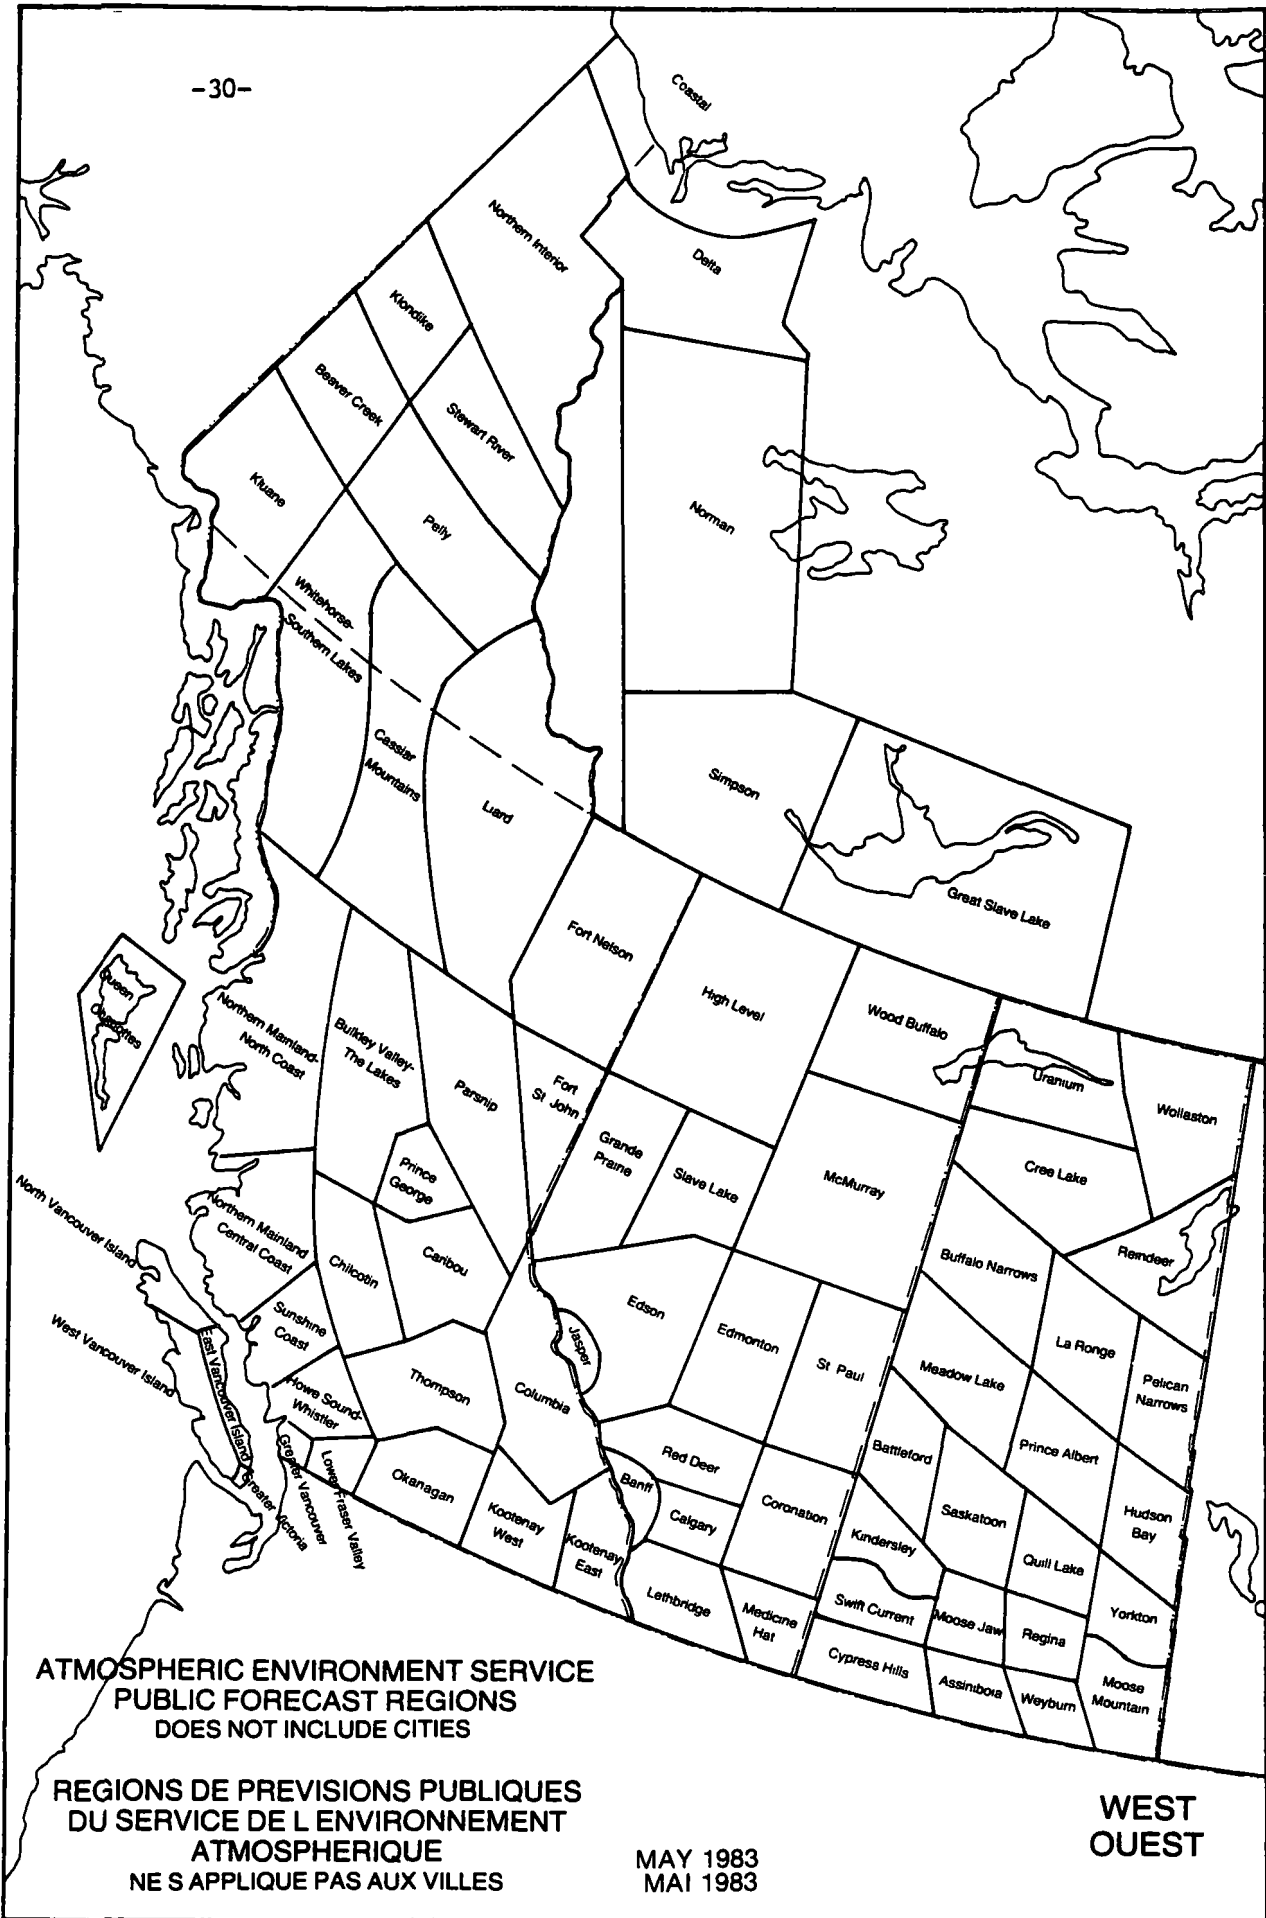 -30-
Coastal
Northern Interior
Delta
Klondike
Beaver Creek
Stewart River
Kluane
Pelly
Norman
Whitehorse-
Southern Lakes
Cassiar
Mountains
Liard
Simpson
Great Slave Lake
Fort Nelson
High Level
Wood Buffalo
Queen
Charlottes
Northern Mainland-
North Coast
Bulkley Valley-
The Lakes
Parsnip
Fort
St John
Uranium
Wollaston
Grande
Prairie
Slave Lake
McMurray
Cree Lake
Prince
George
Northern Mainland
Central Coast
Chilcotin
Caribou
Buffalo Narrows
Reindeer
North Vancouver Island
West Vancouver Island
East Vancouver Island
Sunshine
Coast
Edson
Jasper
Edmonton
St Paul
La Ronge
Meadow Lake
Pelican
Narrows
Howe Sound-
Whistler
Thompson
Columbia
Greater Vancouver
Lower Fraser Valley
Greater Victoria
Okanagan
Kootenay
West
Kootenay
East
Banff
Red Deer
Calgary
Coronation
Battleford
Prince Albert
Saskatoon
Hudson
Bay
Kindersley
Quill Lake
Lethbridge
Medicine
Hat
Swift Current
Moose Jaw
Regina
Yorkton
Cypress Hills
Assiniboia
Weyburn
Moose
Mountain
ATMOSPHERIC ENVIRONMENT SERVICE
PUBLIC FORECAST REGIONS
DOES NOT INCLUDE CITIES
REGIONS DE PREVISIONS PUBLIQUES
DU SERVICE DE L ENVIRONNEMENT
ATMOSPHERIQUE
NE S APPLIQUE PAS AUX VILLES
MAY 1983
MAI 1983
WEST
OUEST